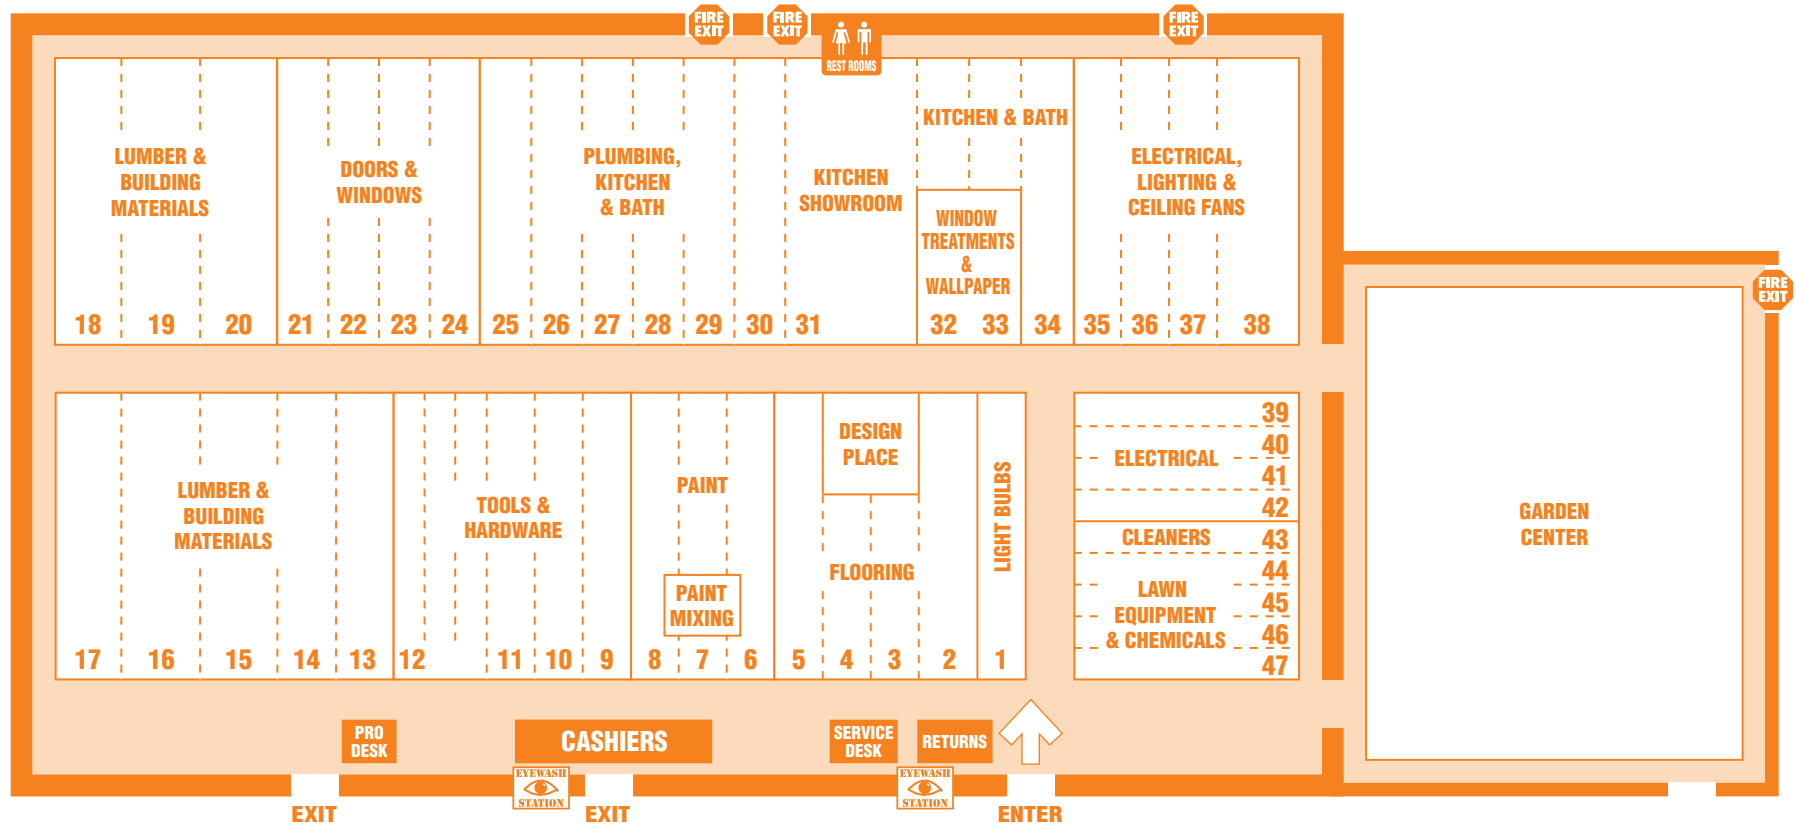 FIRE
EXIT
FIRE
EXIT
FIRE
EXIT
REST ROOMS
LUMBER &
BUILDING
MATERIALS
DOORS &
WINDOWS
PLUMBING,
KITCHEN
& BATH
KITCHEN
SHOWROOM
KITCHEN & BATH
WINDOW
TREATMENTS
&
WALLPAPER
ELECTRICAL,
LIGHTING &
CEILING FANS
FIRE
EXIT
18 19 20 21 22 23 24 25 26 27 28 29 30 31 32 33 34 35 36 37 38
LUMBER &
BUILDING
MATERIALS
TOOLS &
HARDWARE
PAINT
PAINT
MIXING
DESIGN
PLACE
FLOORING
LIGHT BULBS
39
40
ELECTRICAL
41
42
CLEANERS 43
44
LAWN
EQUIPMENT
& CHEMICALS
45
46
47
GARDEN
CENTER
17 16 15 14 13 12 11 10 9 8 7 6 5 4 3 2 1
PRO
DESK
CASHIERS
SERVICE
DESK
RETURNS
EYEWASH
STATION
EYEWASH
STATION
EXIT
EXIT
ENTER